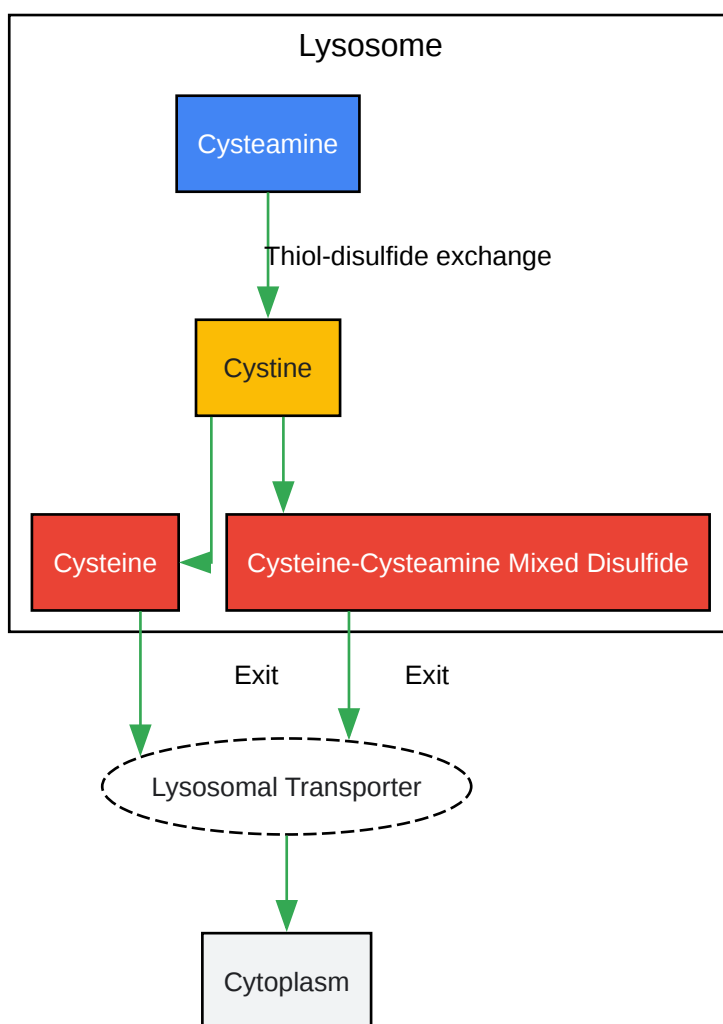 Lysosome
Cysteamine
Thiol-disulfide exchange
Cystine
Cysteine
Cysteine-Cysteamine Mixed Disulfide
Exit
Exit
Lysosomal Transporter
Cytoplasm